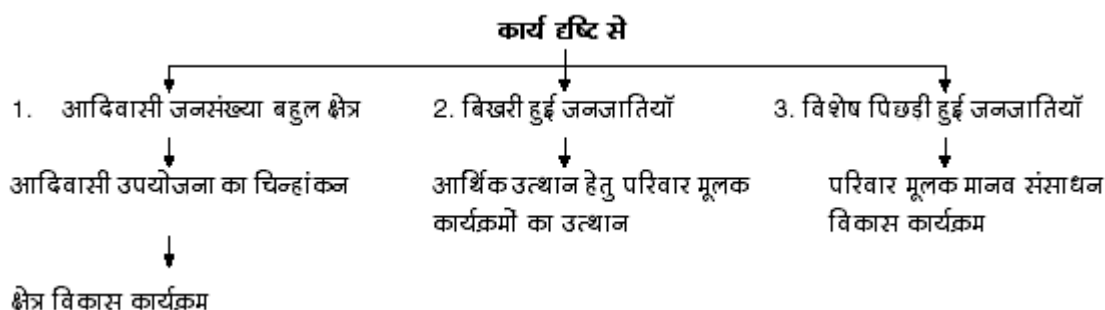 कार्य दृष्टि से
1. आदिवासी जनसंख्या बहुल क्षेत्र
2. बिखरी हुई जनजातियॉ
3. विशेष पिछड़ी हुई जनजातियॉ
आदिवासी उपयोजना का चिन्हांकन
आर्थिक उत्थान हेतु परिवार मूलक
कार्यक्रमों का उत्थान
परिवार मूलक मानव संसाधन
विकास कार्यक्रम
क्षेत्र विकास कार्यक्रम